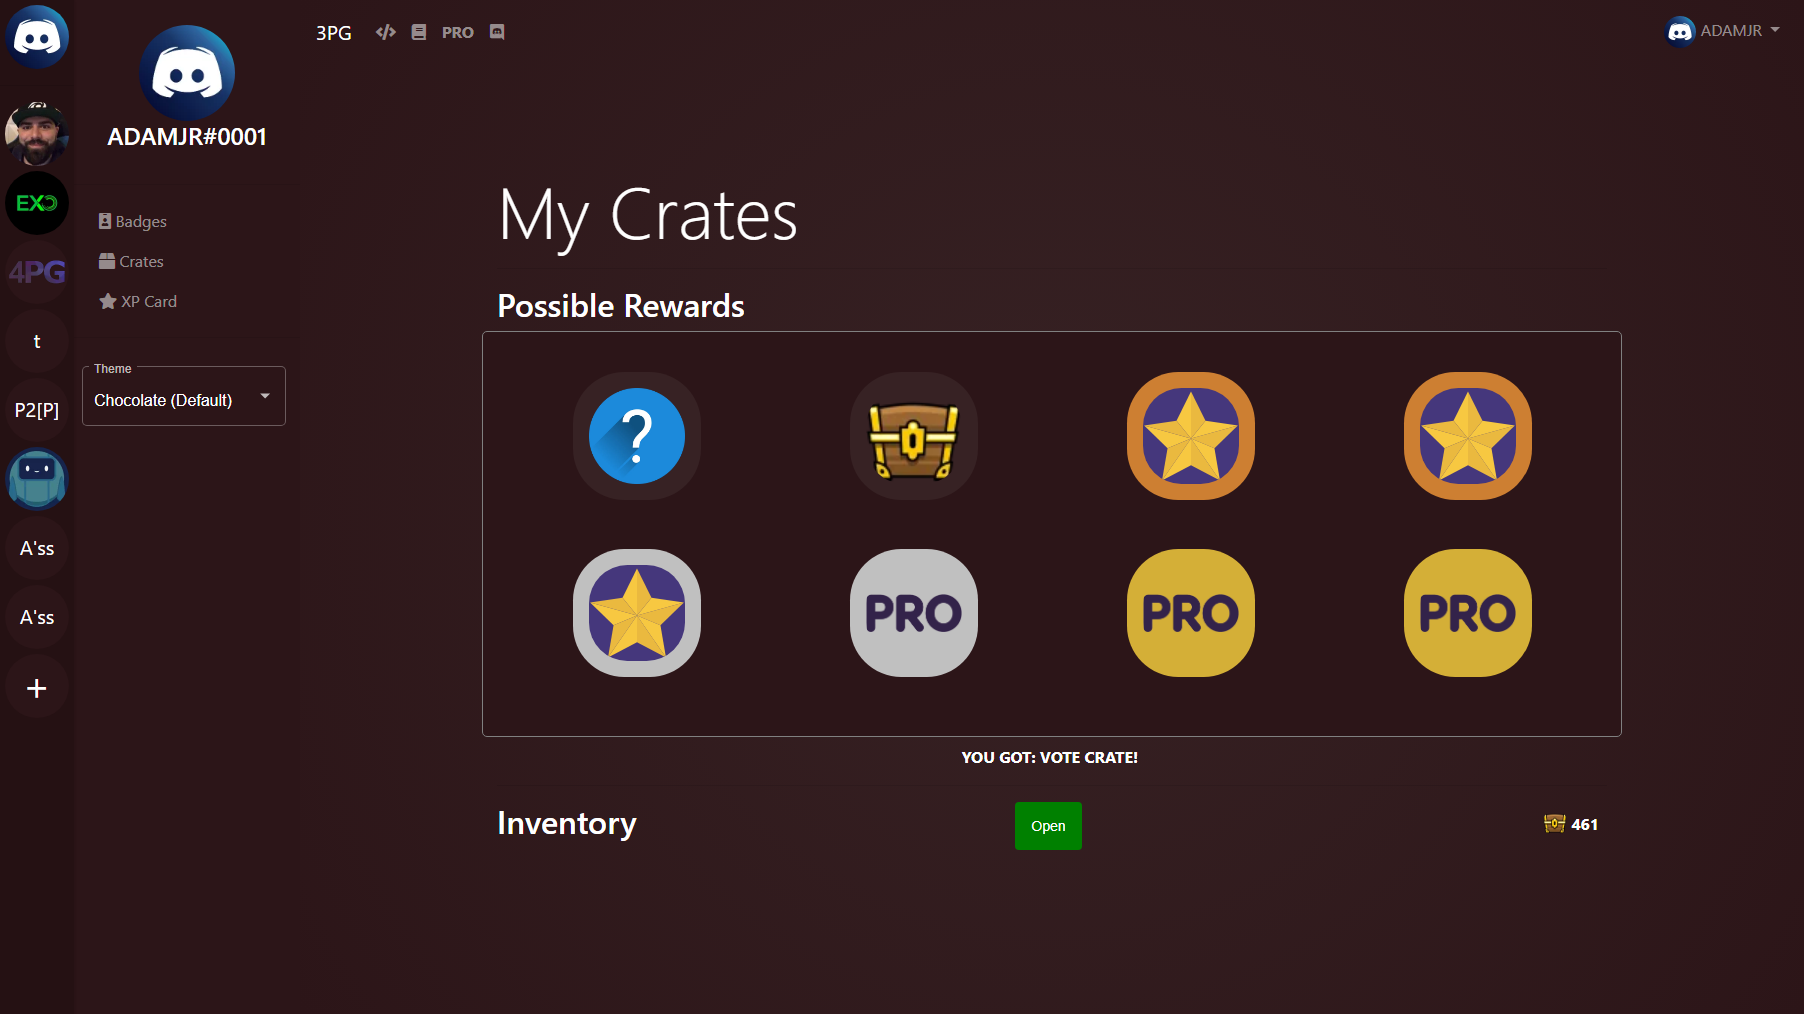 3PG
PRO
ADAMJR
ADAMJR#0001
EXO
4PG
t
P2[P]
A'ss
A'ss
+
Badges
Crates
XP Card
Theme
Chocolate (Default)
My Crates
Possible Rewards
?
PRO
PRO
PRO
YOU GOT: VOTE CRATE!
Inventory
Open
461